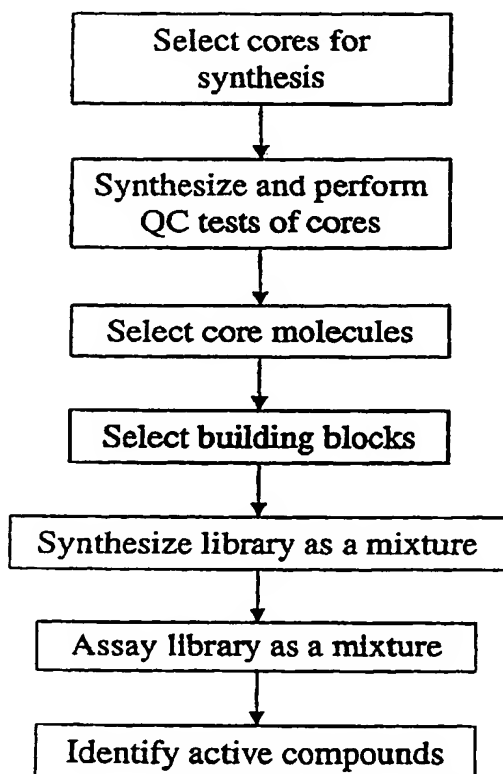 Select cores for
synthesis
Synthesize and perform
QC tests of cores
Select core molecules
Select building blocks
Synthesize library as a mixture
Assay library as a mixture
Identify active compounds